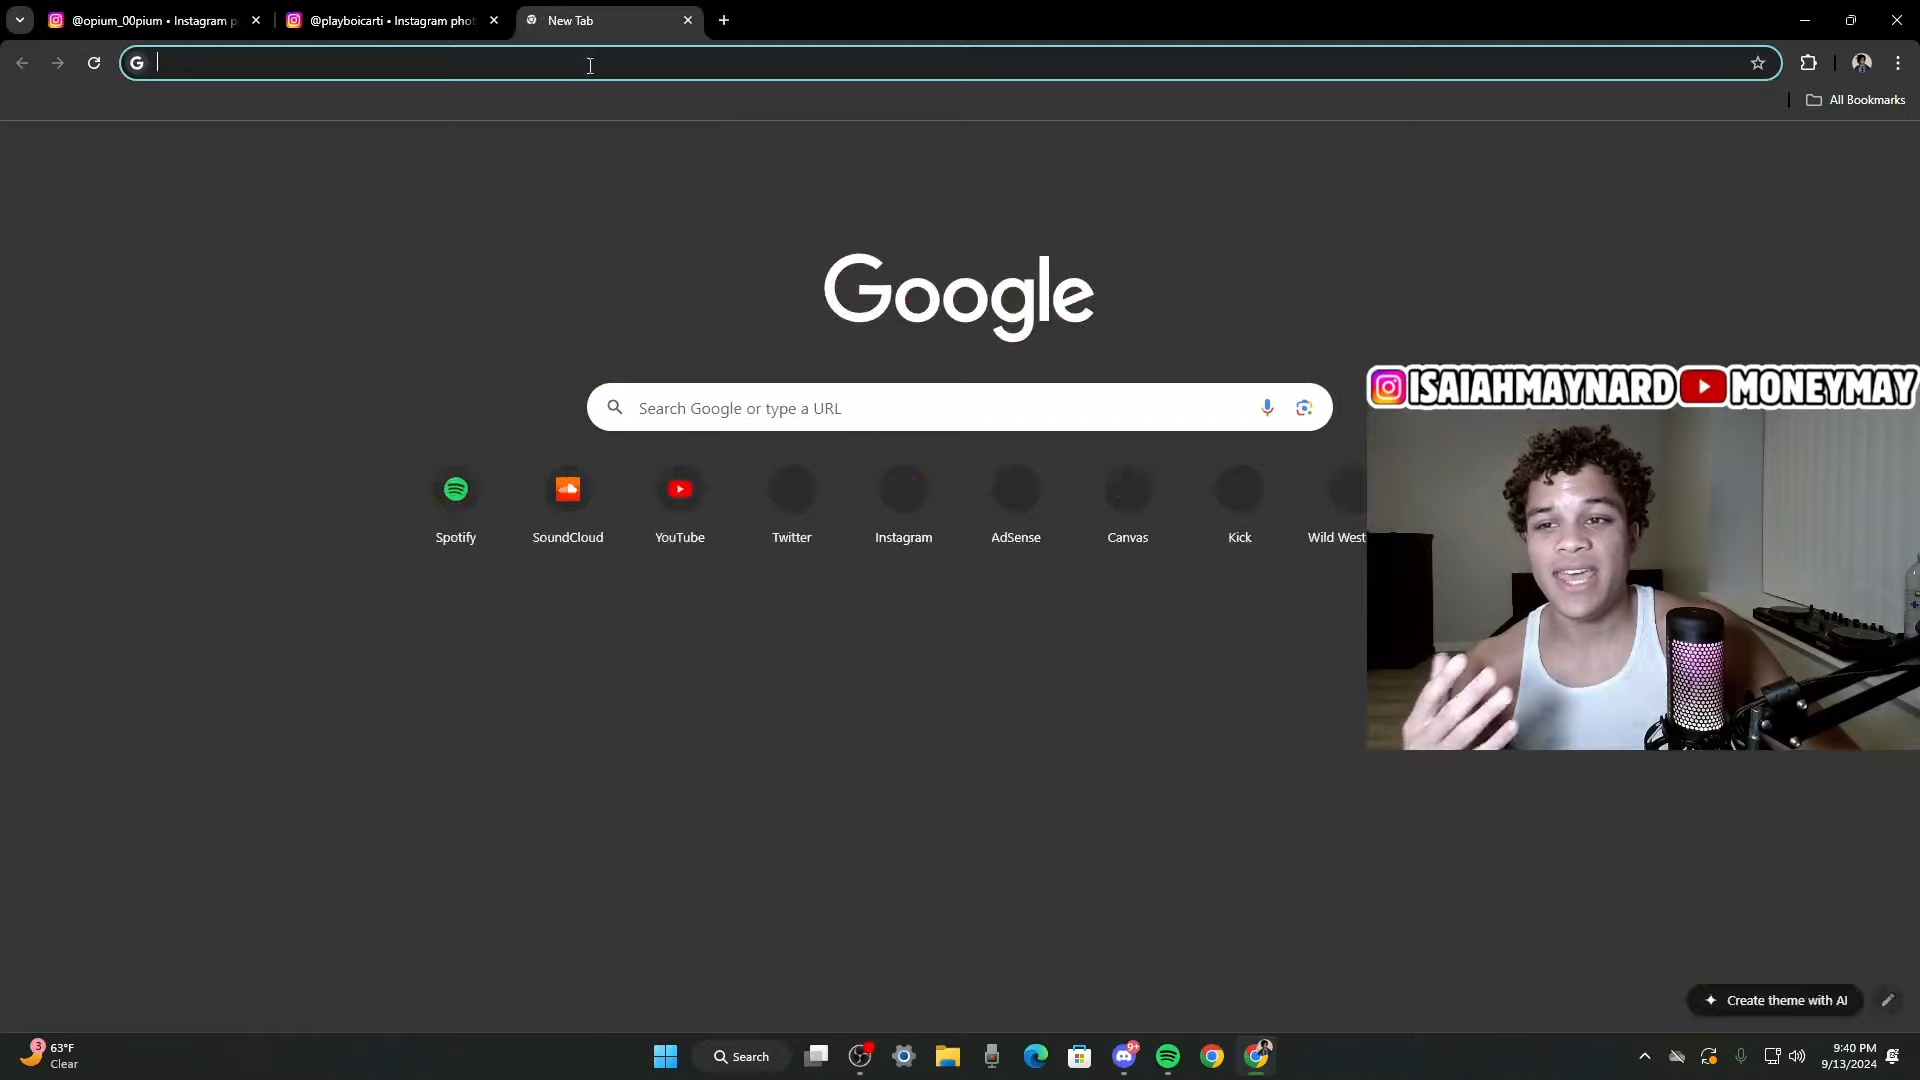 @opium_00pium • Instagram p
@playboicarti • Instagram phot
New Tab
All Bookmarks
Google
Search Google or type a URL
Spotify
SoundCloud
YouTube
Twitter
Instagram
AdSense
Canvas
Kick
Wild West
ISAIAHMAYNARD MONEYMAY
Create theme with AI
3
63°F
Clear
Search
9+
9:40 PM
9/13/2024